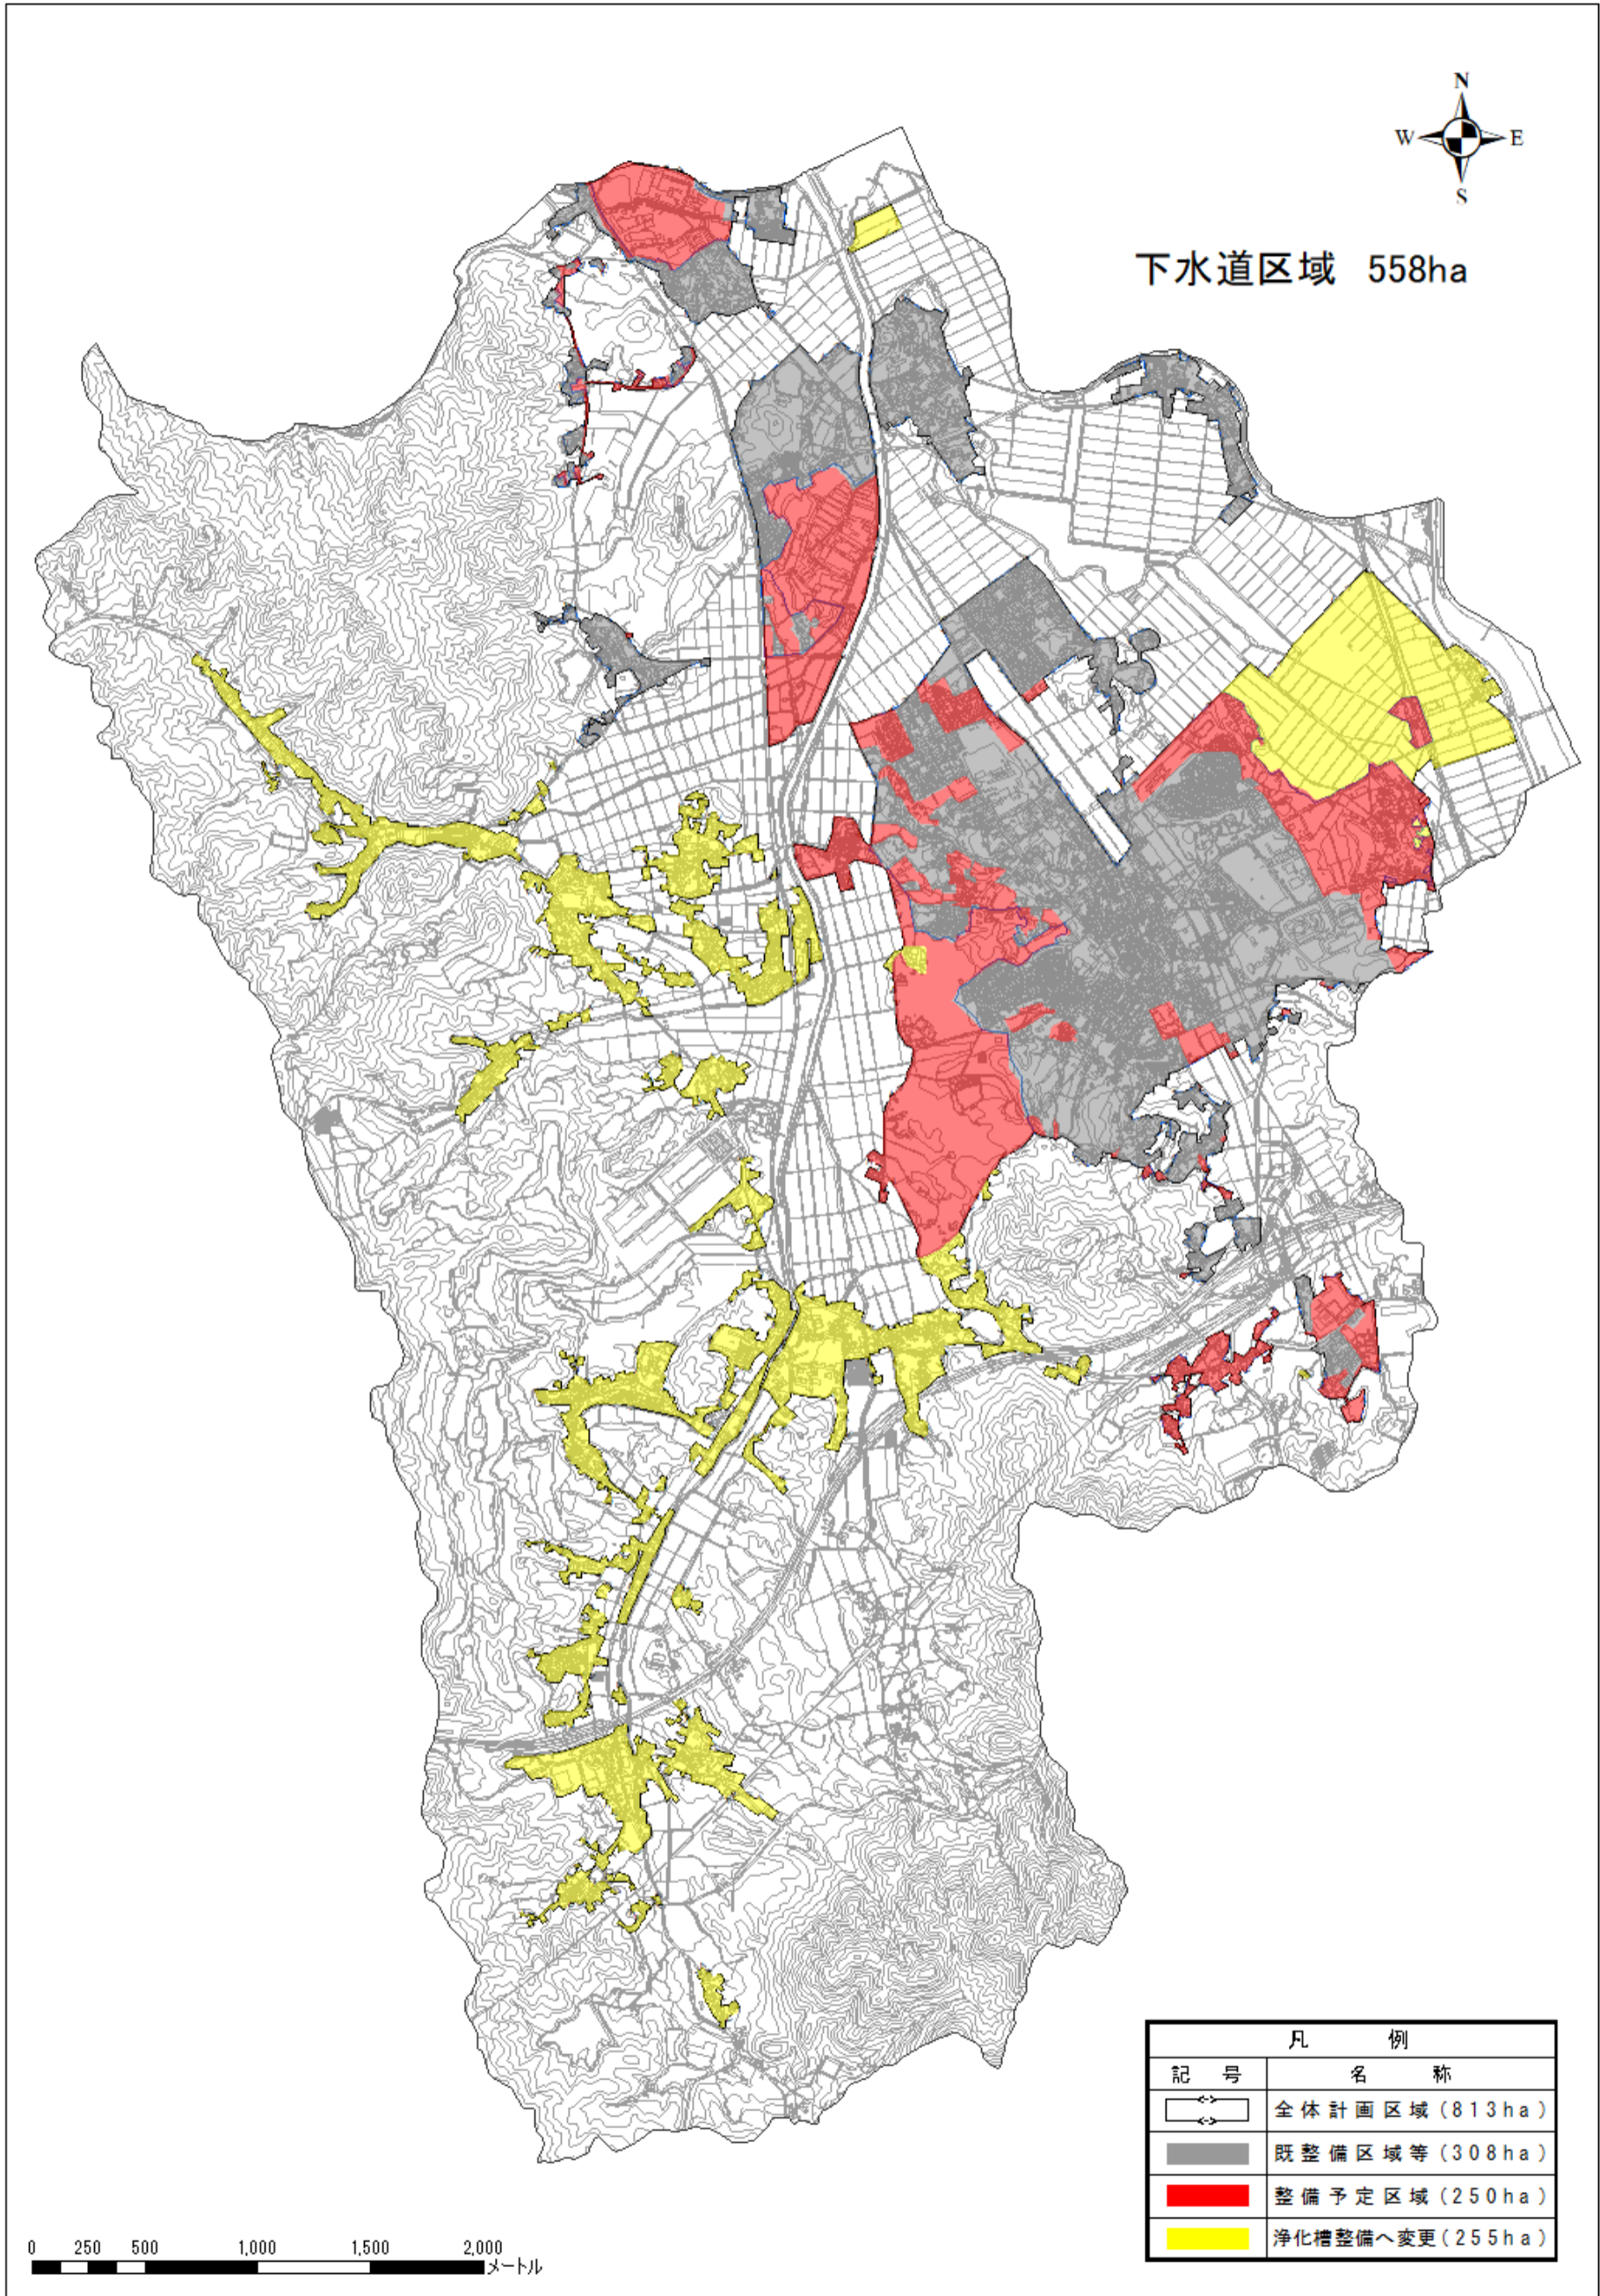 N
W E
S
下水道区域 558ha
凡 例
記 号 名 称
全体計画区域(813ha)
既整備区域等(308ha)
整備予定区域(250ha)
浄化槽整備へ変更(255ha)
0 250 500 1,000 1,500 2,000
メートル